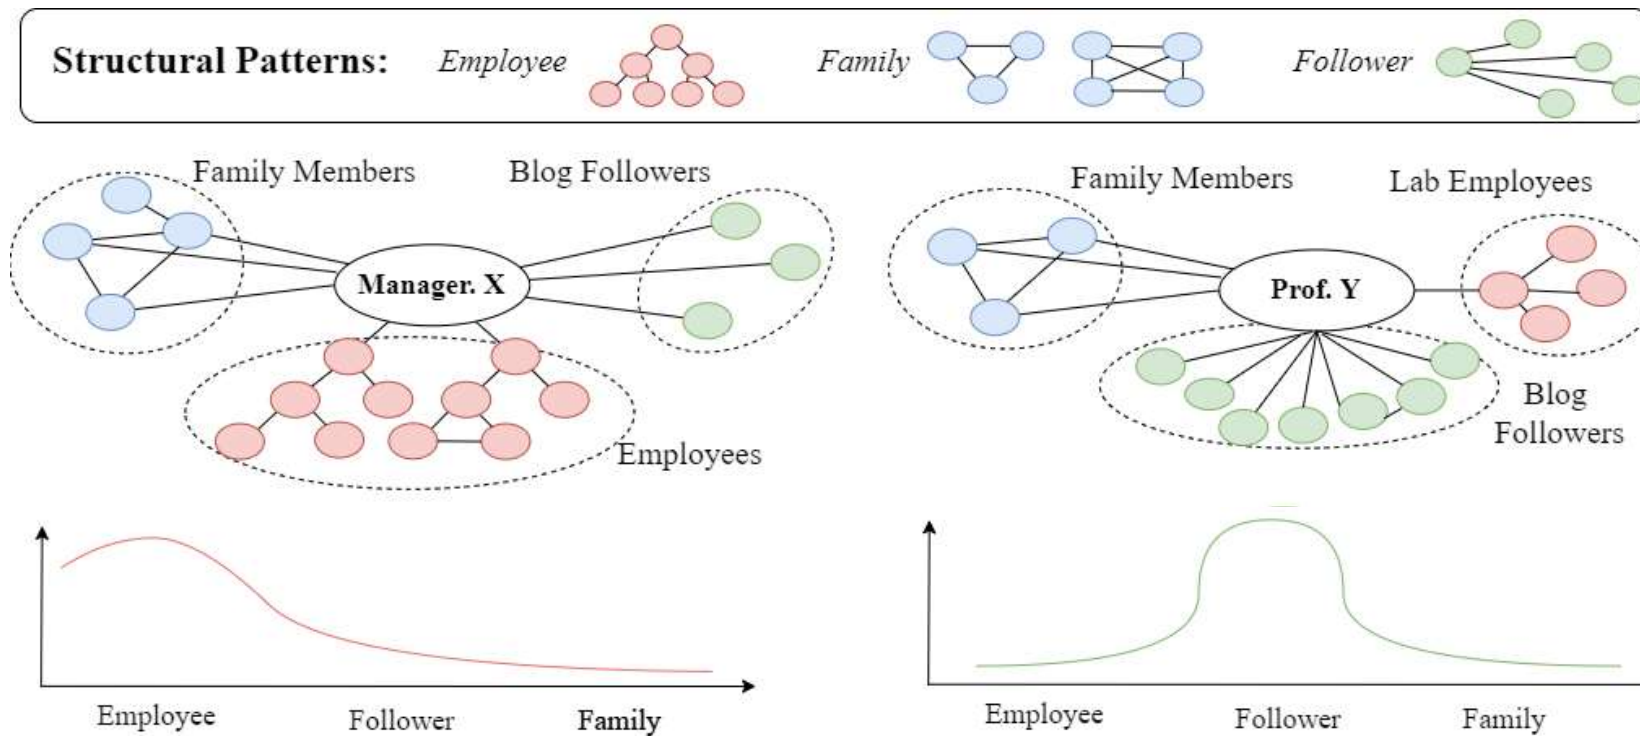 Structural Patterns: Employee Family Follower
Family Members Blog Followers
Manager. X
Employees
Family Members Lab Employees
Prof. Y
Blog
Followers
Employee Follower Family
Employee Follower Family